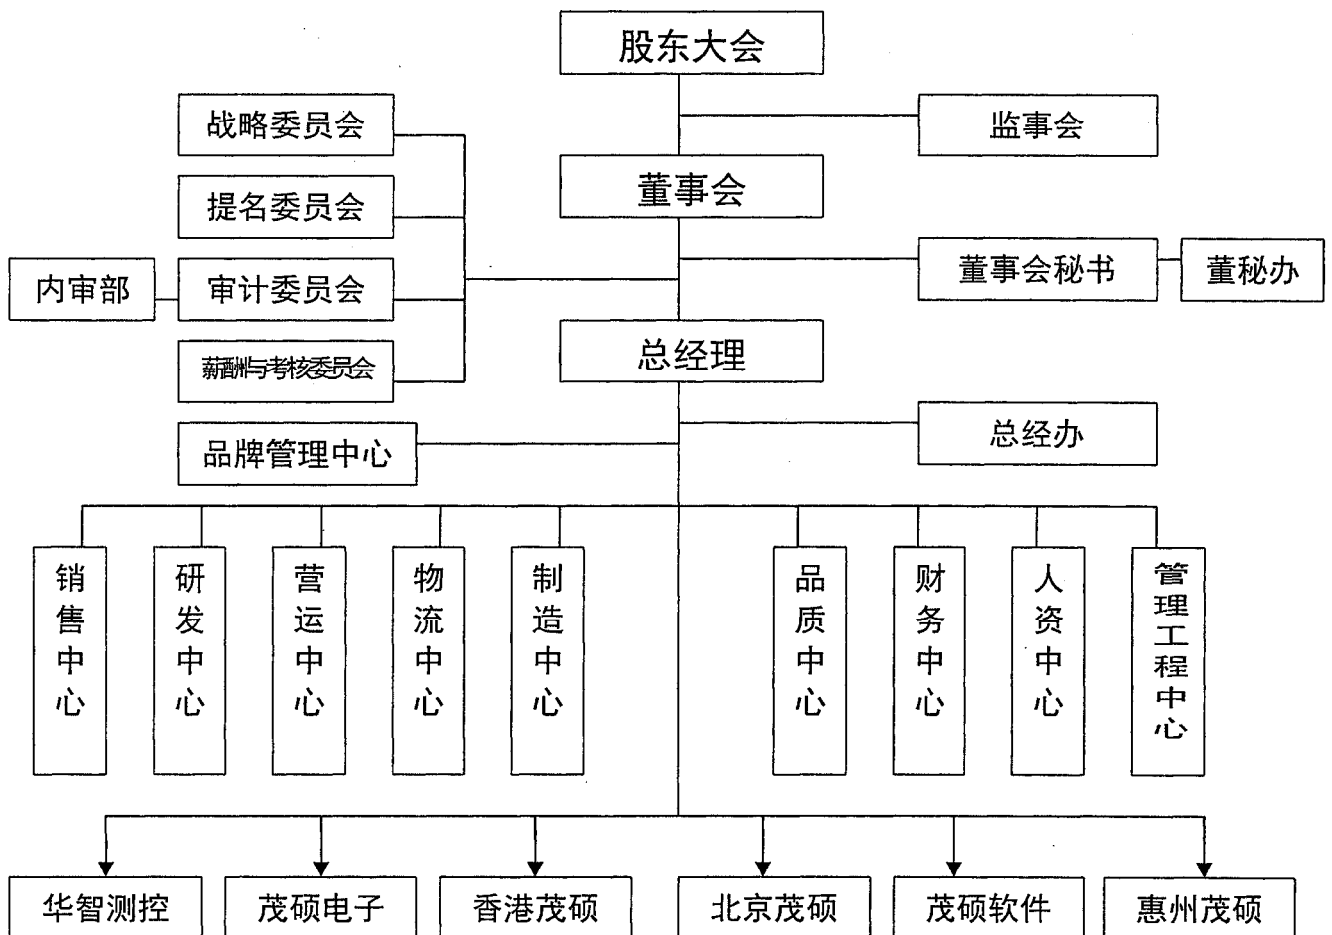 股东大会
战略委员会
监事会
董事会
提名委员会
内审部
审计委员会
董事会秘书
董秘办
总经理
薪酬与考核委员会
品牌管理中心
总经办
销售中心
研发中心
营运中心
物流中心
制造中心
品质中心
财务中心
人资中心
管理工程中心
华智测控
茂硕电子
香港茂硕
北京茂硕
茂硕软件
惠州茂硕